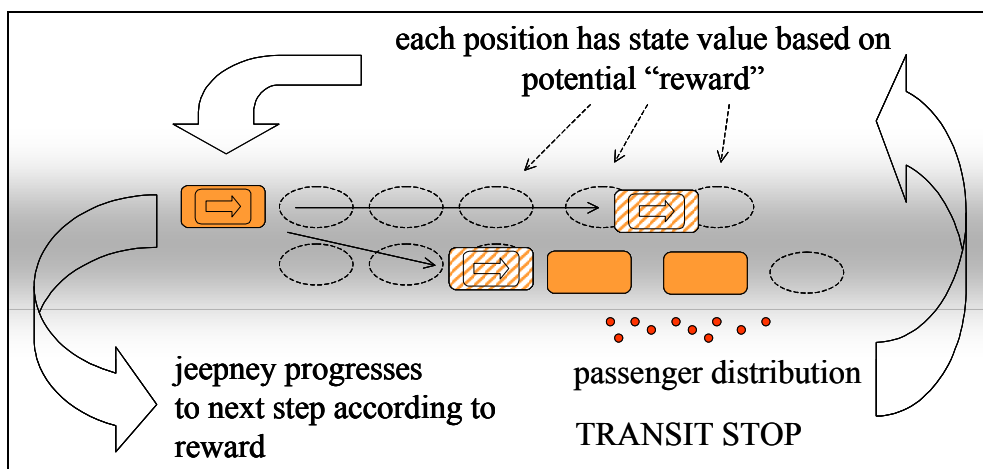 each position has state value based on
potential “reward”
jeepney progresses
to next step according to
reward
passenger distribution
TRANSIT STOP